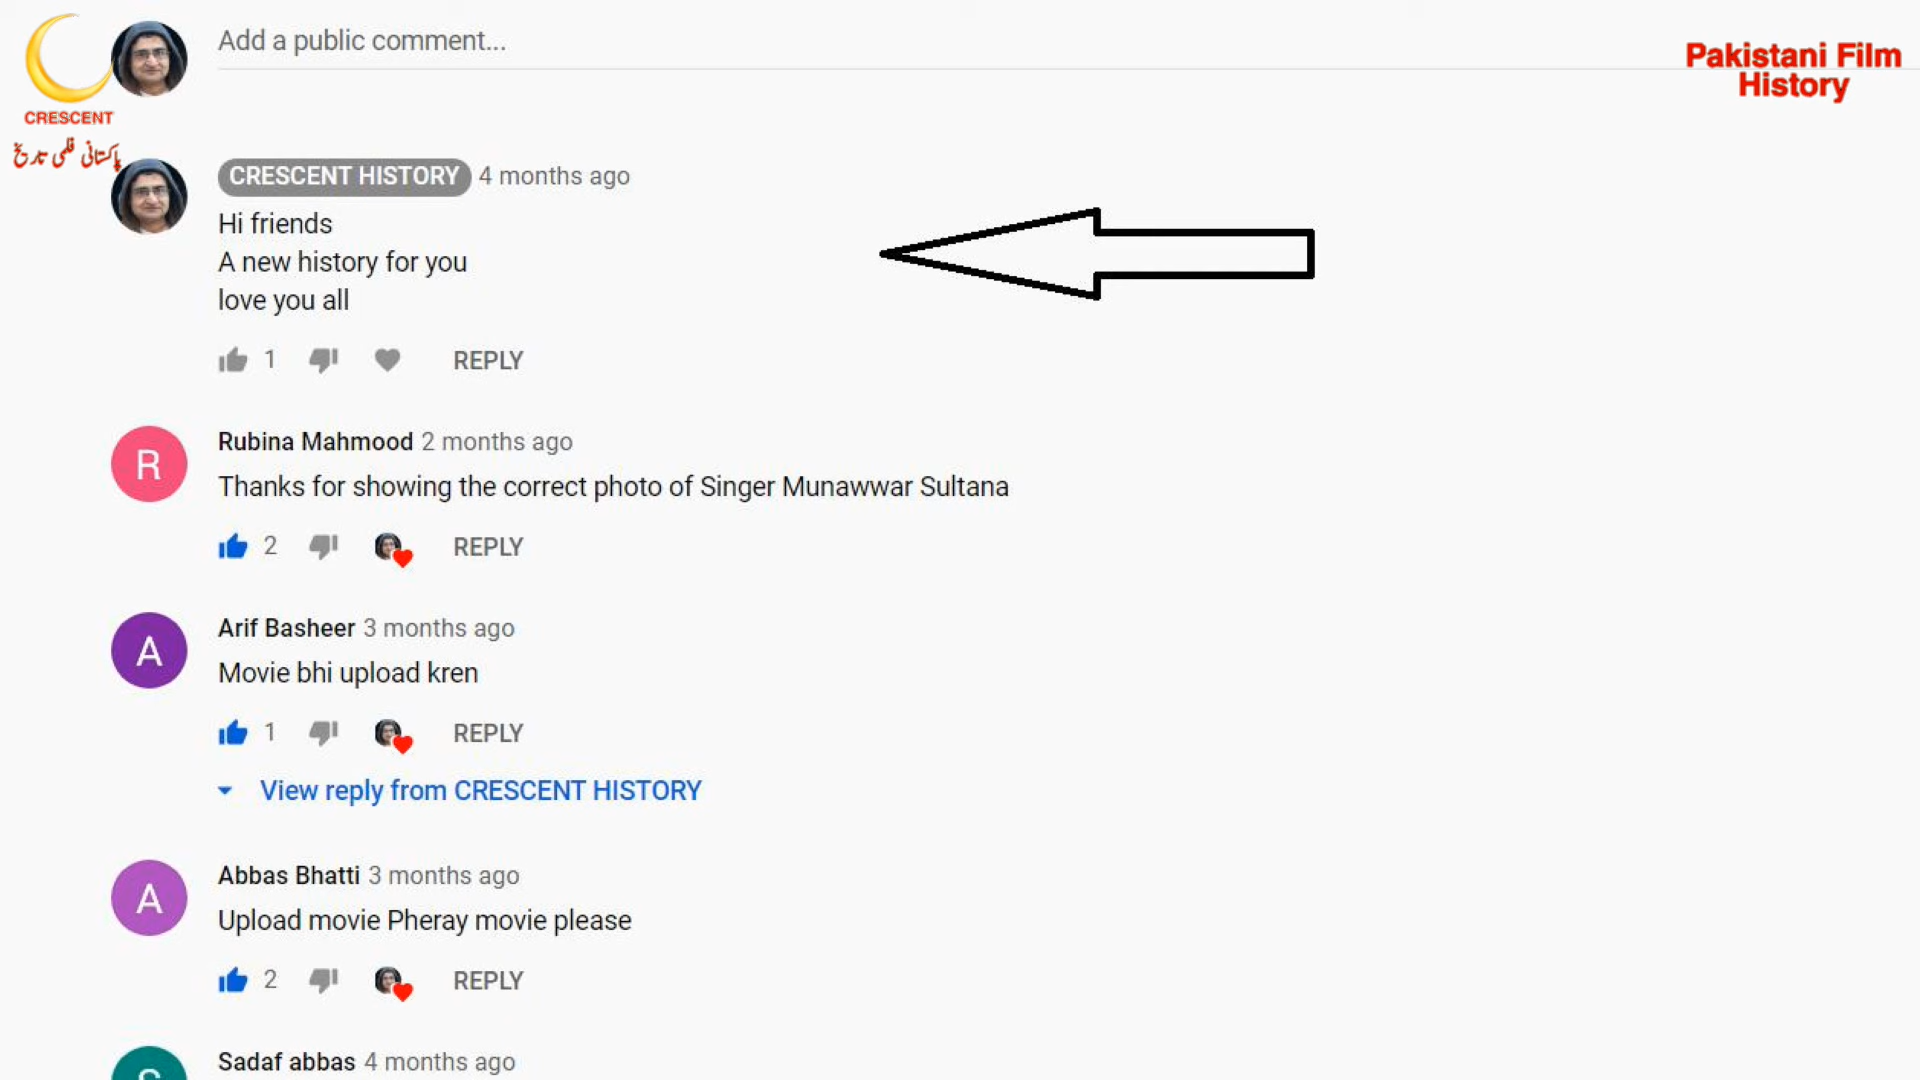 Add a public comment...
Pakistani Film
History
CRESCENT
پاکستانی فلمی تاریخ
CRESCENT HISTORY 4 months ago
Hi friends
A new history for you
love you all
1 REPLY
R
Rubina Mahmood 2 months ago
Thanks for showing the correct photo of Singer Munawwar Sultana
2 REPLY
A
Arif Basheer 3 months ago
Movie bhi upload kren
1 REPLY
View reply from CRESCENT HISTORY
A
Abbas Bhatti 3 months ago
Upload movie Pheray movie please
2 REPLY
Sadaf abbas 4 months ago